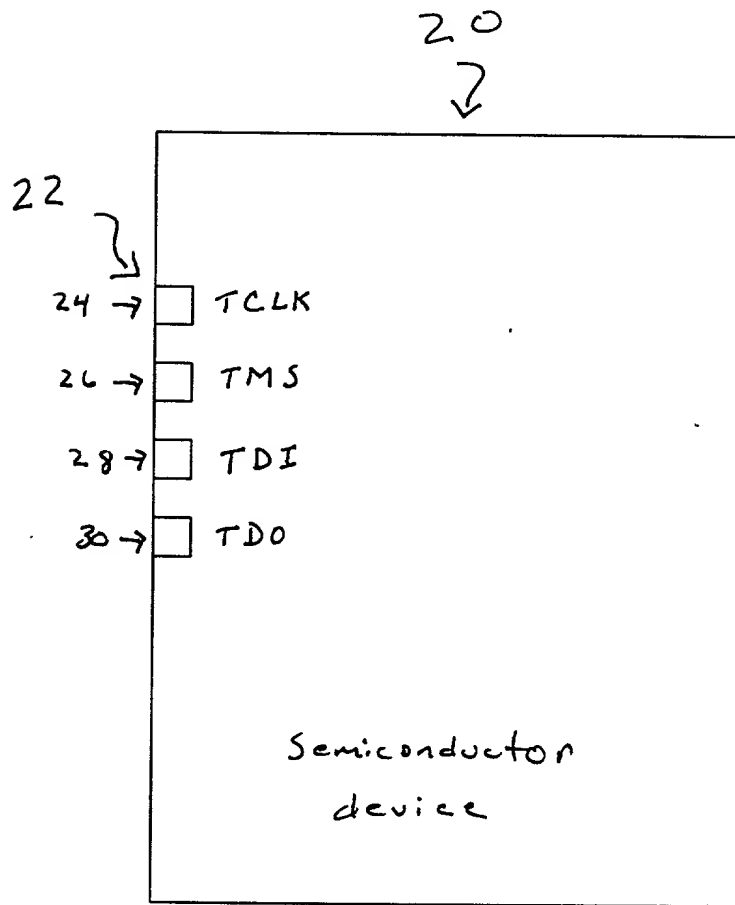 20
22
24 → TCLK
26 → TMS
28 → TDI
30 → TDO
Semiconductor
device